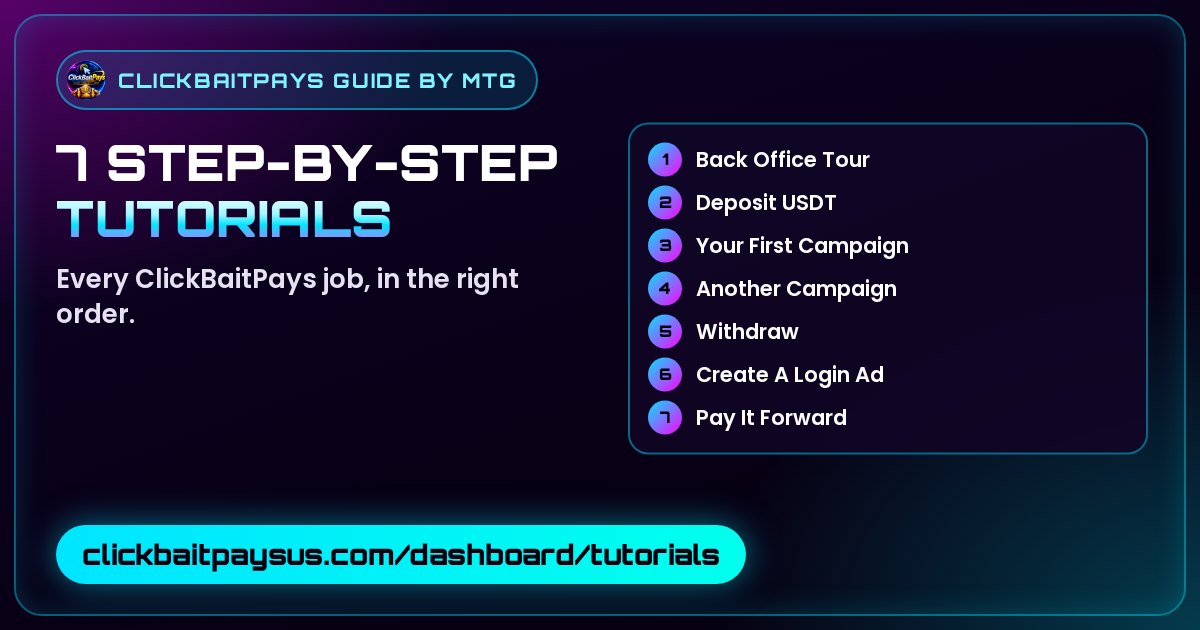 ClickBaitPays
CLICKBAITPAYS GUIDE BY MTG
7 STEP-BY-STEP
TUTORIALS
Every ClickBaitPays job, in the right
order.
1 Back Office Tour
2 Deposit USDT
3 Your First Campaign
4 Another Campaign
5 Withdraw
6 Create A Login Ad
7 Pay It Forward
clickbaitpaysus.com/dashboard/tutorials